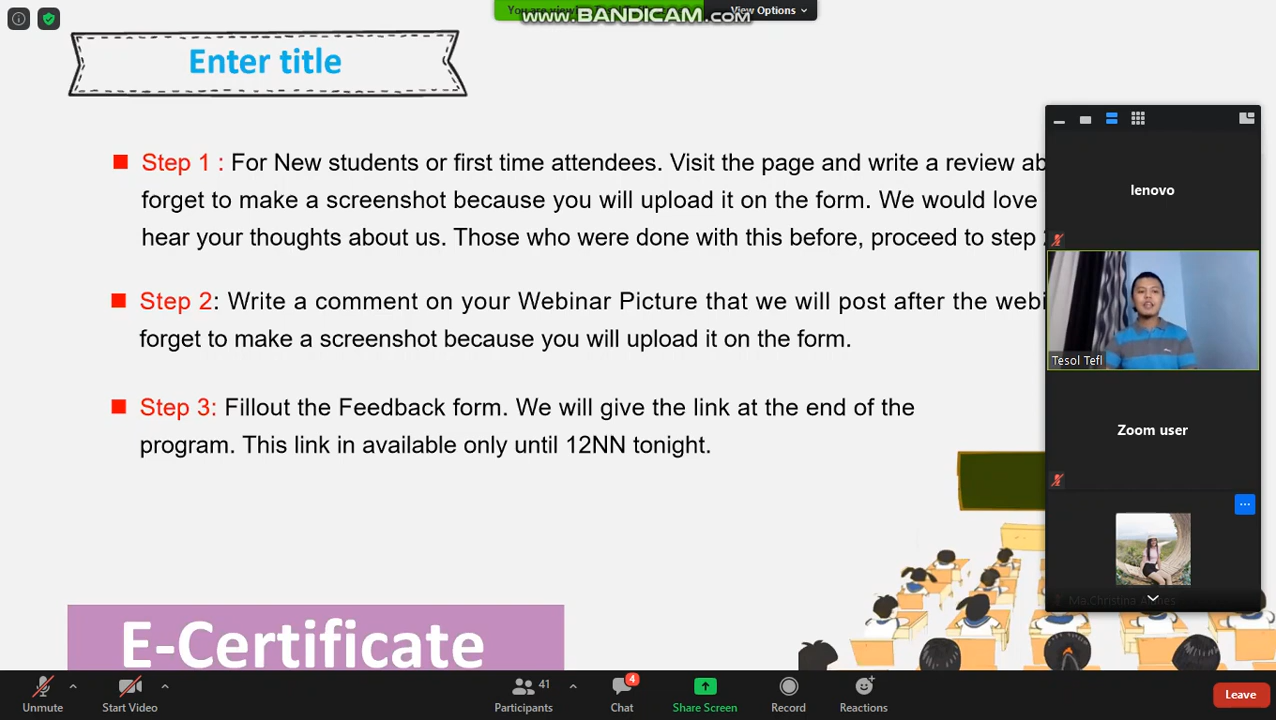 www.BANDICAM.com
View Options
Enter title
Step 1 : For New students or first time attendees. Visit the page and write a review
forget to make a screenshot because you will upload it on the form. We would love
hear your thoughts about us. Those who were done with this before, proceed to step
Step 2: Write a comment on your Webinar Picture that we will post after the
forget to make a screenshot because you will upload it on the form.
Step 3: Fillout the Feedback form. We will give the link at the end of the
program. This link in available only until 12NN tonight.
E-Certificate
lenovo
Tesol Tefl
Zoom user
Unmute
Start Video
41
Participants
4
Chat
Share Screen
Record
Reactions
Leave